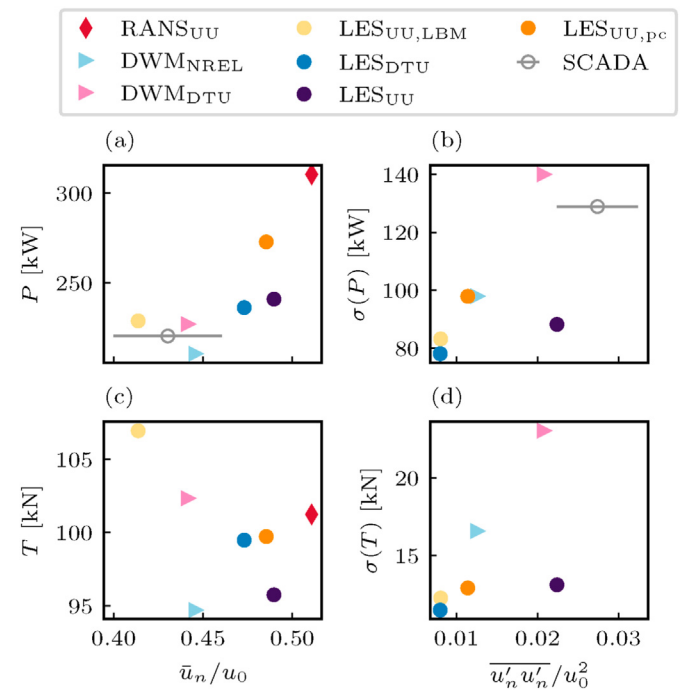 RANS_UU LES_UU,LBM LES_UU,pc
DWM_NREL LES_DTU SCADA
DWM_DTU LES_UU
(a) (b)
P [kW]
300
250
σ(P) [kW]
140
120
100
80
(c) (d)
T [kN]
105
100
95
σ(T) [kN]
20
15
0.40 0.45 0.50
0.01 0.02 0.03
ū_n/u_0
\overline{u'_n u'_n}/u_0^2